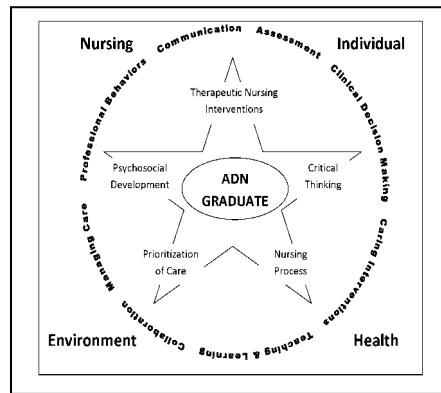 Nursing
Individual
Communication
Assessment
Clinical Decision Making
Caring Interventions
Teaching & Learning
Collaboration
Managing Care
Professional Behaviors
Therapeutic Nursing
Interventions
Psychosocial
Development
Critical
Thinking
ADN
GRADUATE
Prioritization
of Care
Nursing
Process
Environment
Health